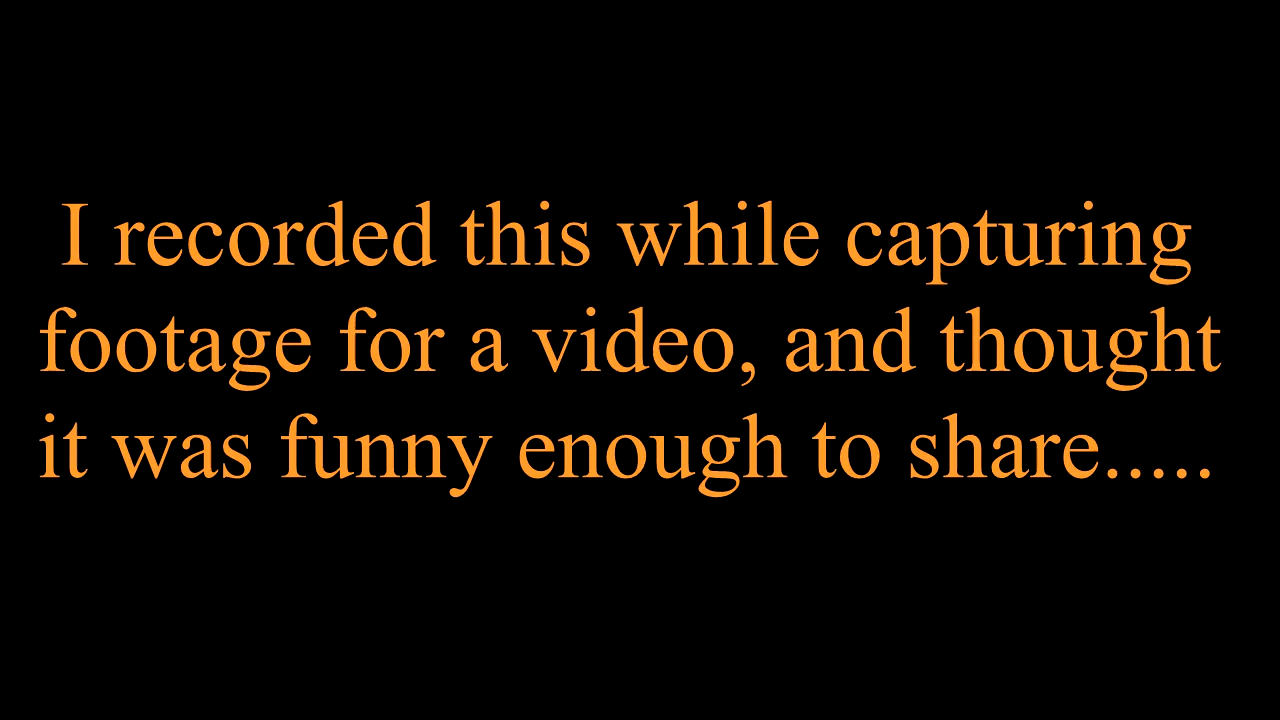 I recorded this while capturing
footage for a video, and thought
it was funny enough to share.....